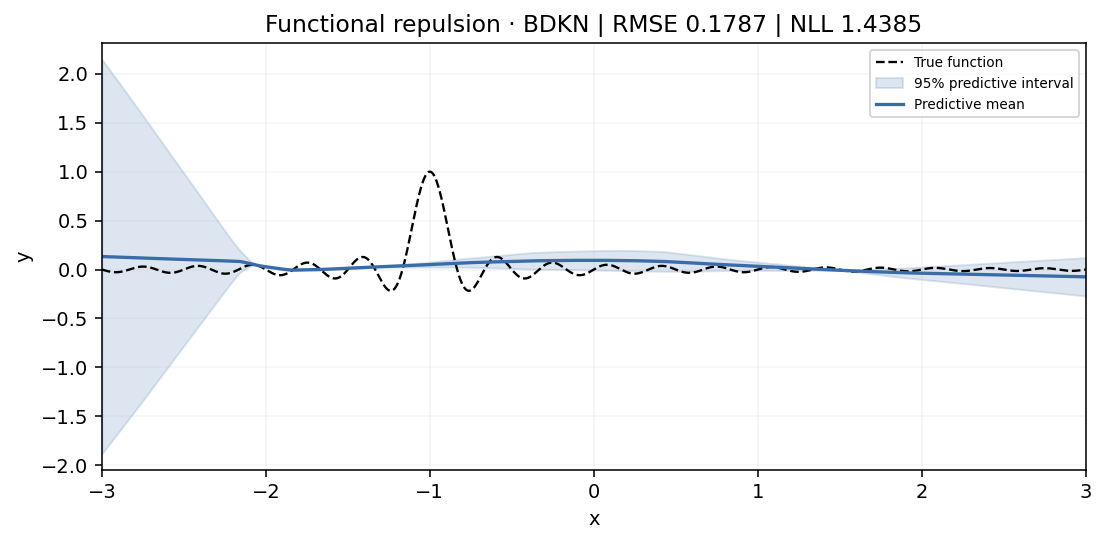 Functional repulsion · BDKN | RMSE 0.1787 | NLL 1.4385
True function
95% predictive interval
Predictive mean
y
2.0
1.5
1.0
0.5
0.0
−0.5
−1.0
−1.5
−2.0
−3 −2 −1 0 1 2 3
x